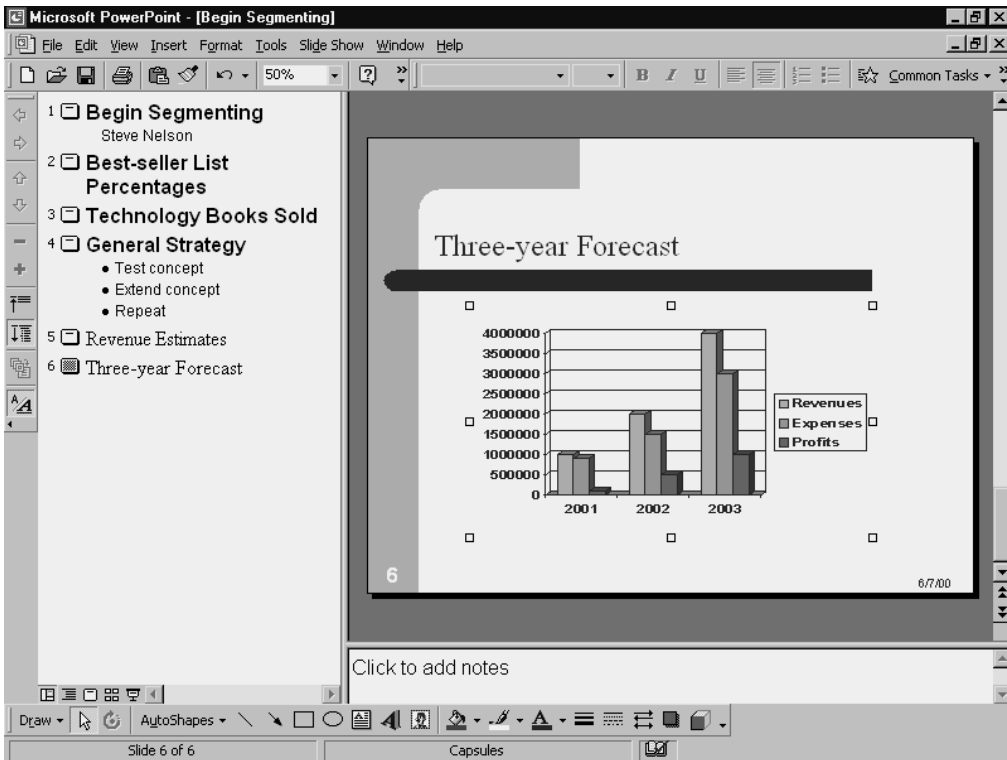 Microsoft PowerPoint - [Begin Segmenting]
File Edit View Insert Format Tools Slide Show Window Help
50% B I U Common Tasks
1 Begin Segmenting
Steve Nelson
2 Best-seller List
Percentages
3 Technology Books Sold
4 General Strategy
• Test concept
• Extend concept
• Repeat
5 Revenue Estimates
6 Three-year Forecast
Three-year Forecast
4000000
3500000
3000000
2500000
2000000
1500000
1000000
500000
0
2001 2002 2003
Revenues
Expenses
Profits
6
6/7/00
Click to add notes
Draw AutoShapes
Slide 6 of 6 Capsules